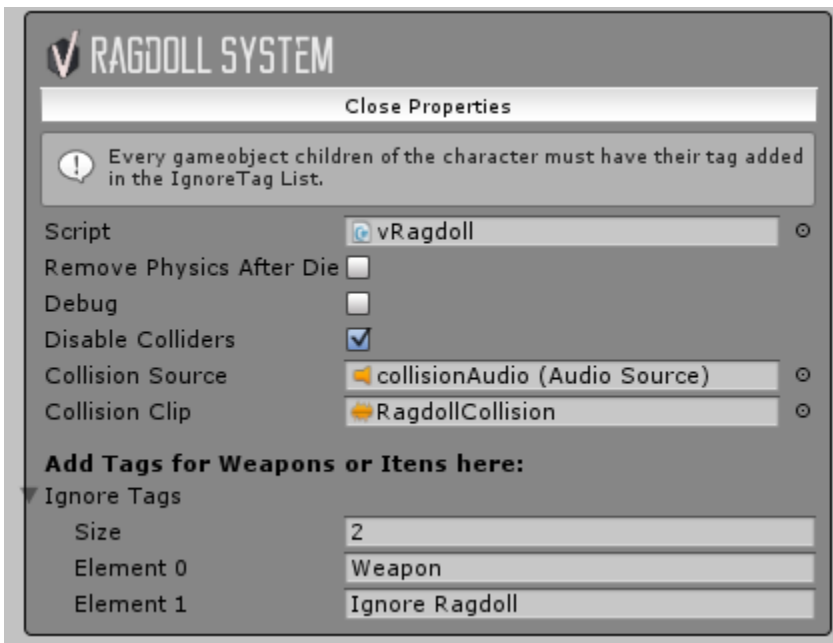 RAGDOLL SYSTEM
Close Properties
Every gameobject children of the character must have their tag added
in the IgnoreTag List.
Script vRagdoll
Remove Physics After Die
Debug
Disable Colliders
Collision Source collisionAudio (Audio Source)
Collision Clip RagdollCollision
Add Tags for Weapons or Itens here:
Ignore Tags
Size 2
Element 0 Weapon
Element 1 Ignore Ragdoll